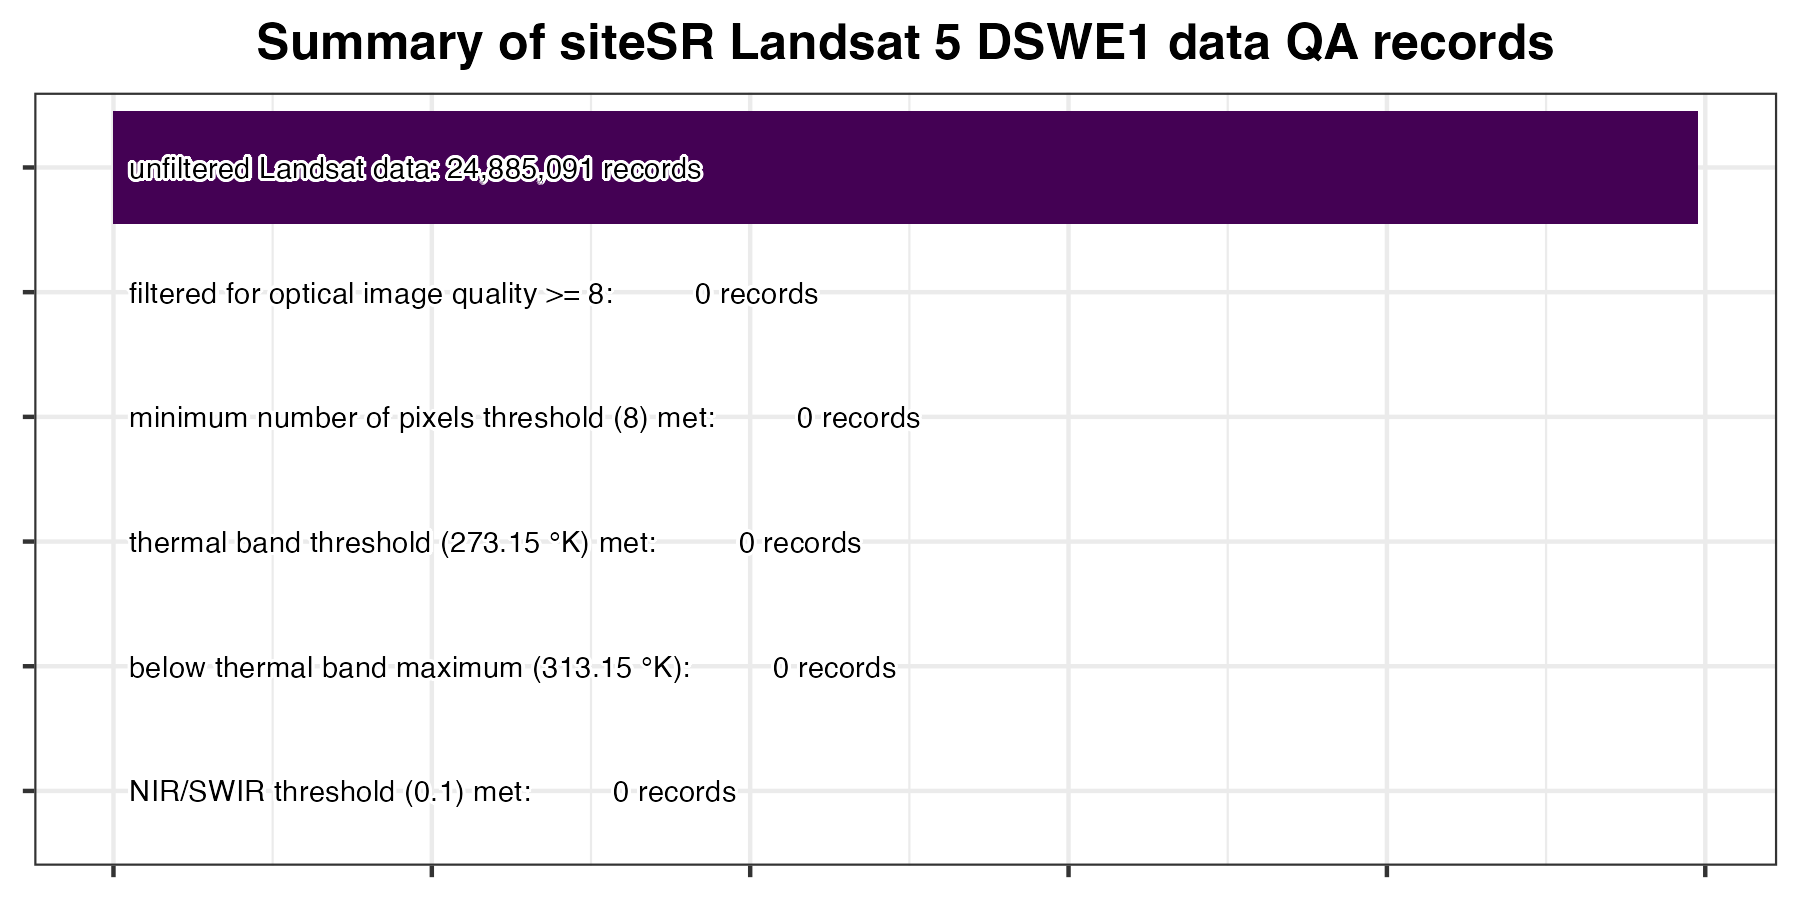 Summary of siteSR Landsat 5 DSWE1 data QA records
unfiltered Landsat data: 24,885,091 records
filtered for optical image quality >= 8: 0 records
minimum number of pixels threshold (8) met: 0 records
thermal band threshold (273.15 °K) met: 0 records
below thermal band maximum (313.15 °K): 0 records
NIR/SWIR threshold (0.1) met: 0 records